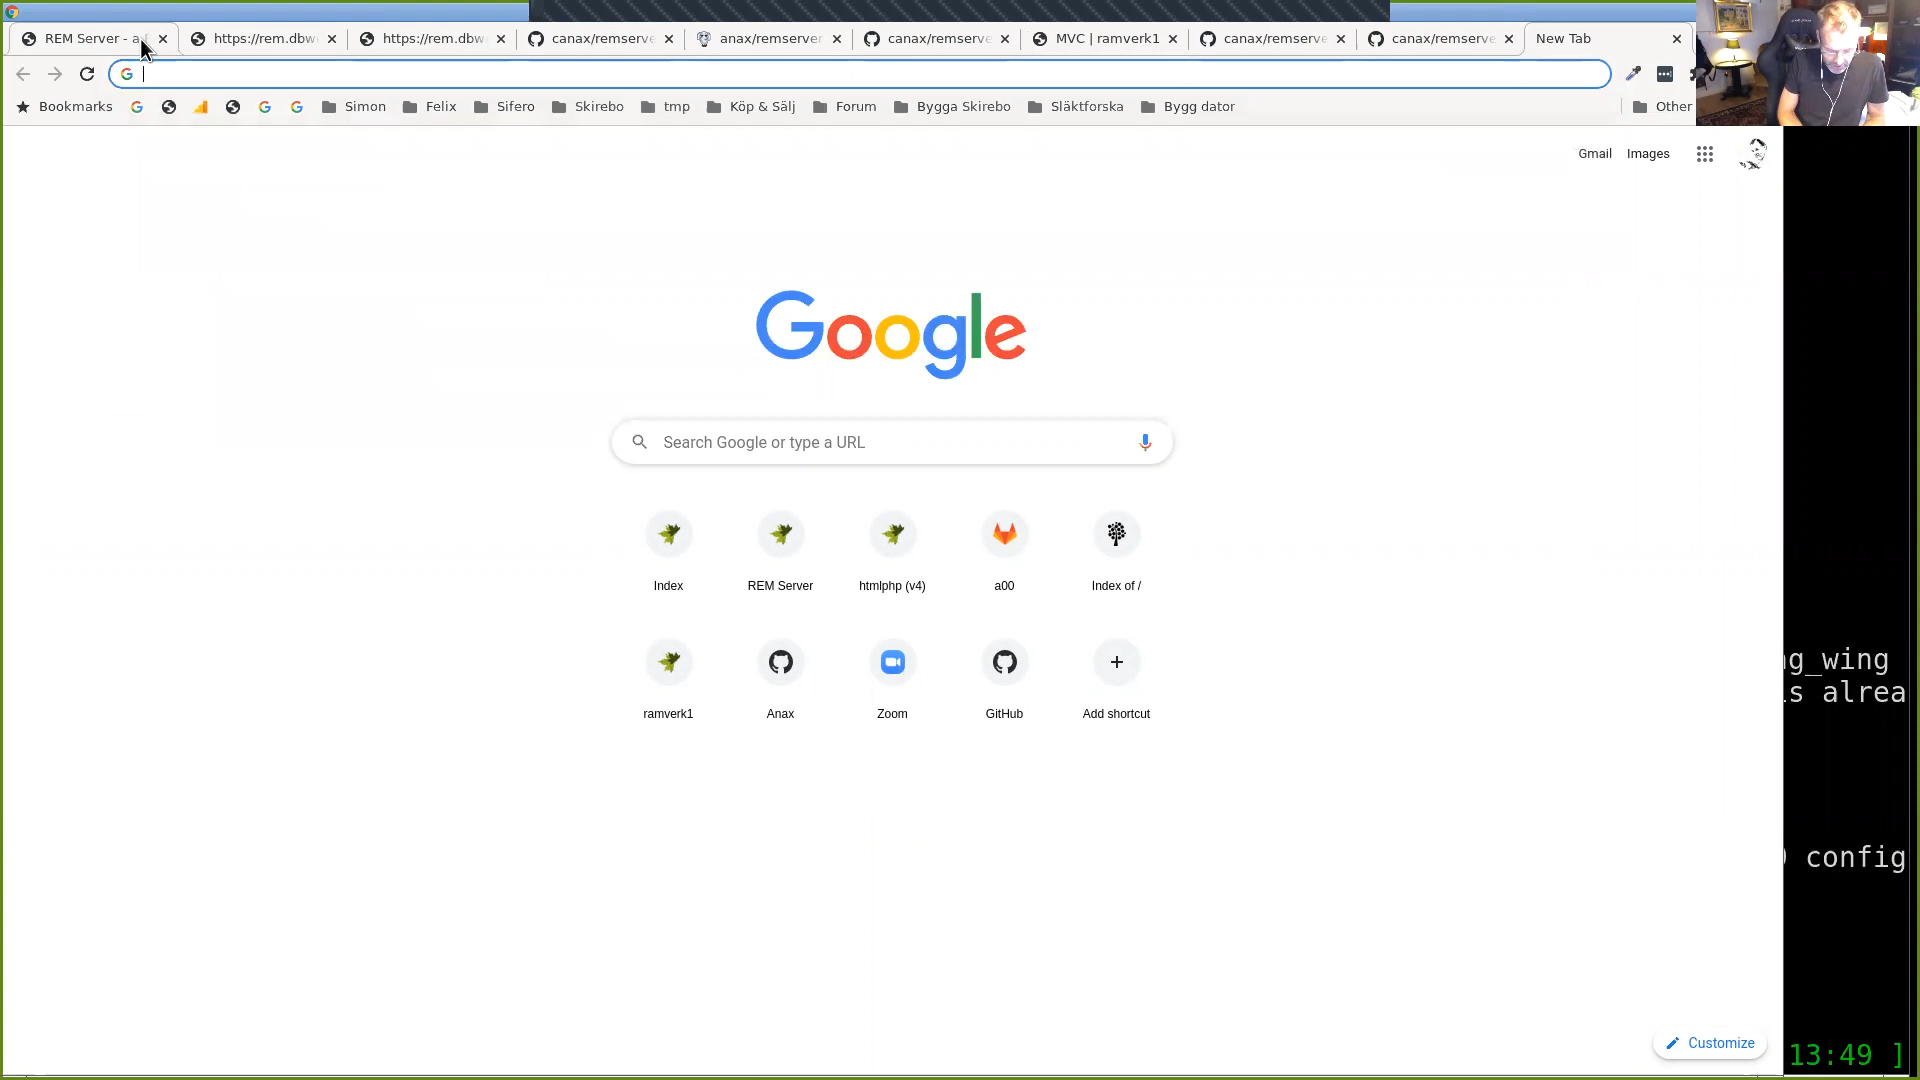 REM Server - a
https://rem.dbw
https://rem.dbw
canax/remserve
anax/remserver
canax/remserve
MVC | ramverk1
canax/remserve
canax/remserve
New Tab
Bookmarks
Simon
Felix
Sifero
Skirebo
tmp
Köp & Sälj
Forum
Bygga Skirebo
Släktforska
Bygg dator
Other
Gmail
Images
Google
Search Google or type a URL
Index
REM Server
htmlphp (v4)
a00
Index of /
ramverk1
Anax
Zoom
GitHub
Add shortcut
g_wing
s alrea
) config
Customize
13:49 ]